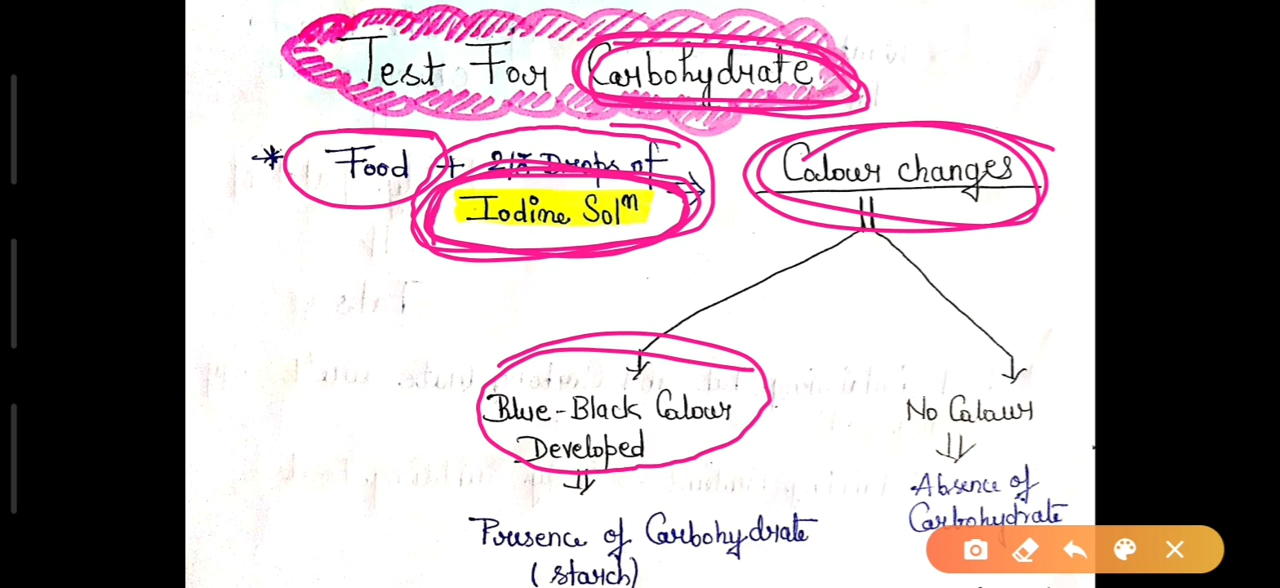 Test For Carbohydrate
* Food + 2/3 Drops of
Iodine Solⁿ
→ Colour changes
Blue-Black Colour
Developed
No Colour
Presence of Carbohydrate
(starch)
Absence of
Carbohydrate